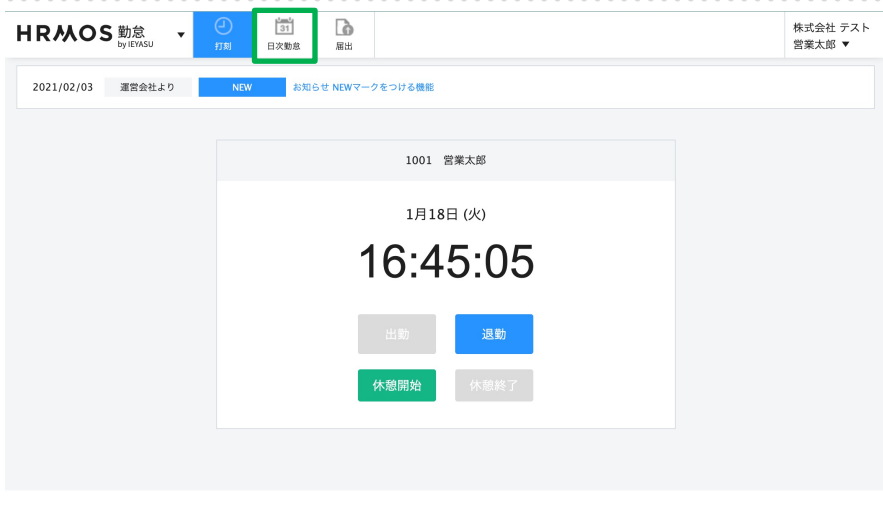 HRMOS 勤怠
by IEYASU
▼
打刻
31
日次勤怠
届出
株式会社 テスト
営業太郎 ▼
2021/02/03 運営会社より NEW お知らせ NEWマークをつける機能
1001 営業太郎
1月18日 (火)
16:45:05
出勤 退勤
休憩開始 休憩終了